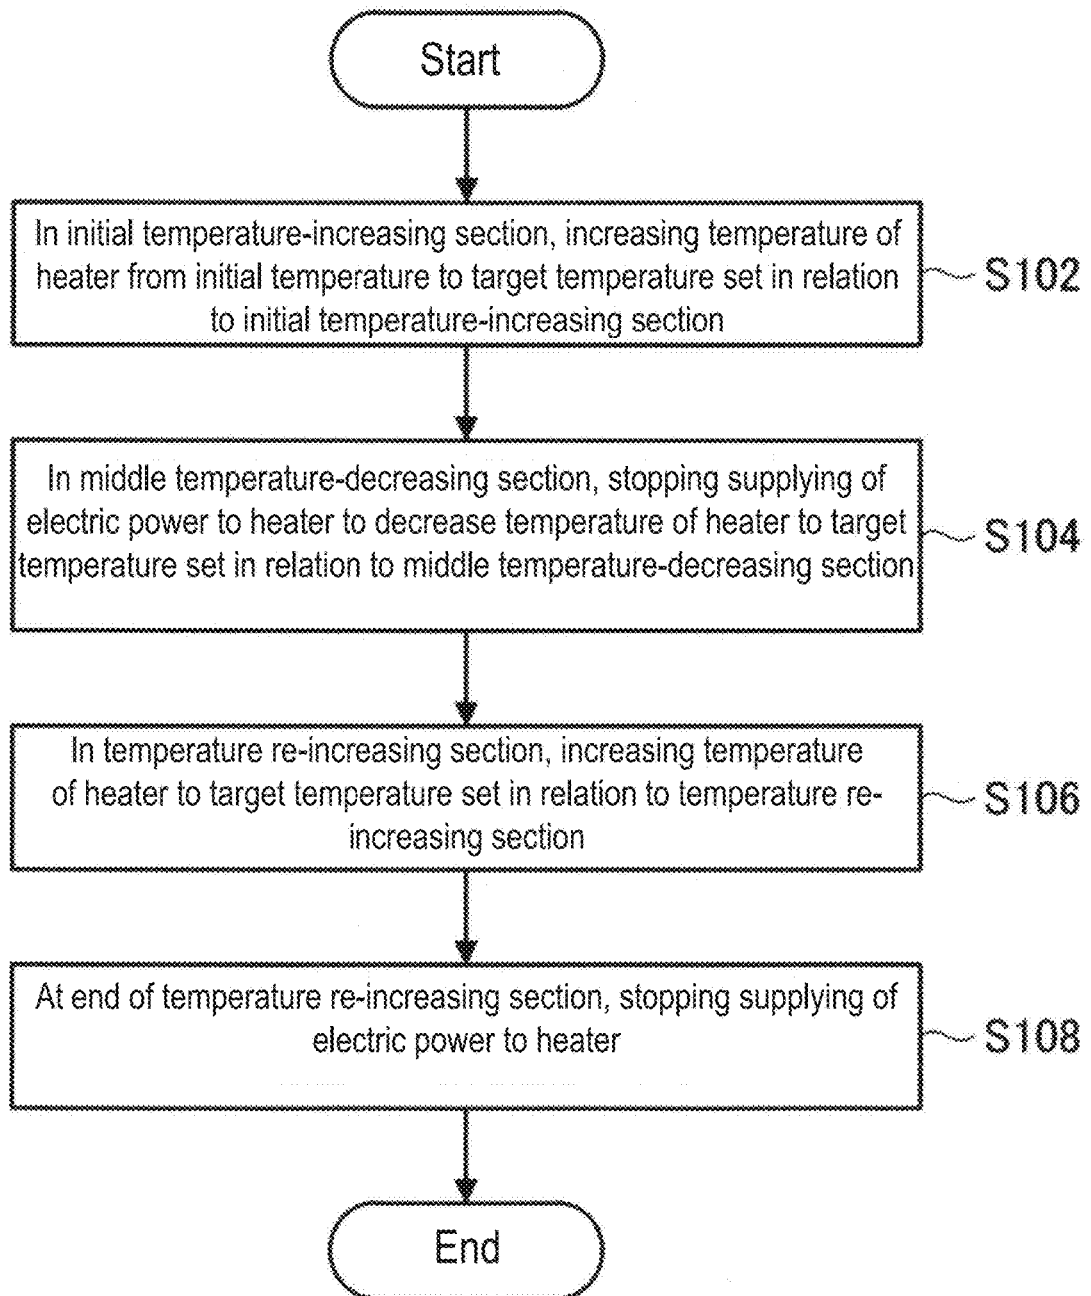 Start
In initial temperature-increasing section, increasing temperature of
heater from initial temperature to target temperature set in relation
to initial temperature-increasing section
S102
In middle temperature-decreasing section, stopping supplying of
electric power to heater to decrease temperature of heater to target
temperature set in relation to middle temperature-decreasing section
S104
In temperature re-increasing section, increasing temperature
of heater to target temperature set in relation to temperature re-
increasing section
S106
At end of temperature re-increasing section, stopping supplying of
electric power to heater
S108
End